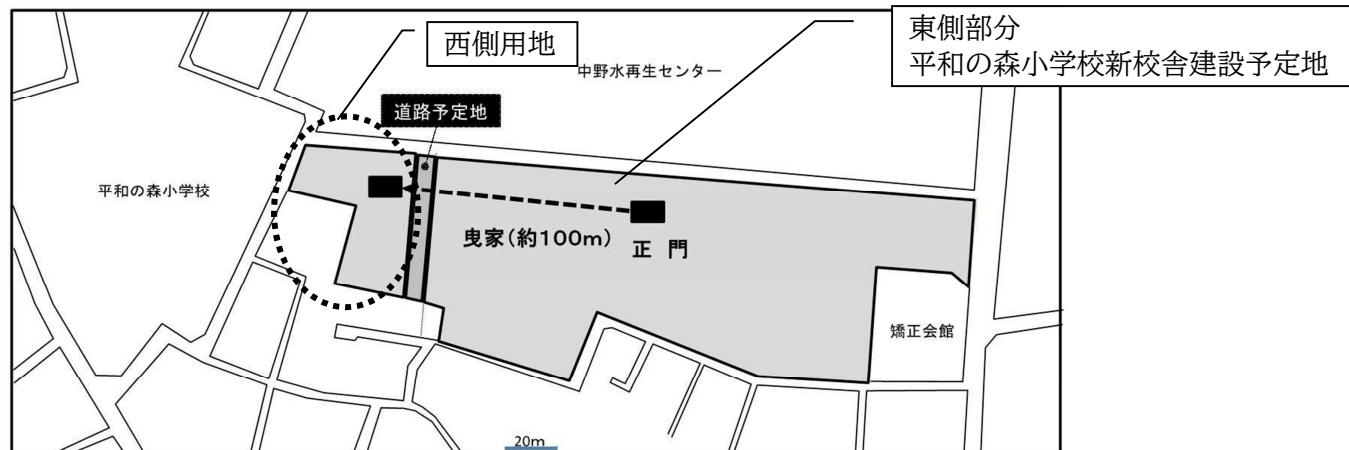 西側用地
東側部分
平和の森小学校新校舎建設予定地
中野水再生センター
道路予定地
平和の森小学校
曳家(約100m)
正門
矯正会館
20m